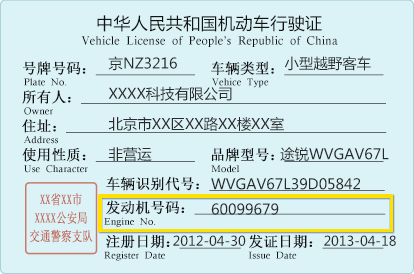 中华人民共和国机动车行驶证
Vehicle License of People's Republic of China
号牌号码： 京NZ3216 车辆类型： 小型越野客车
Plate No. Vehice Type
所有人： XXXX科技有限公司
Owner
住址： 北京市XX区XX路XX楼XX室
Address
使用性质： 非营运 品牌型号： 途锐WVGAV67L
Use Character Model
车辆识别代号： WVGAV67L39D05842
XX省XX市
XXXX公安局
交通警察支队
发动机号码： 60099679
Engine No.
注册日期： 2012-04-30 发证日期： 2013-04-18
Register Date Issue Date